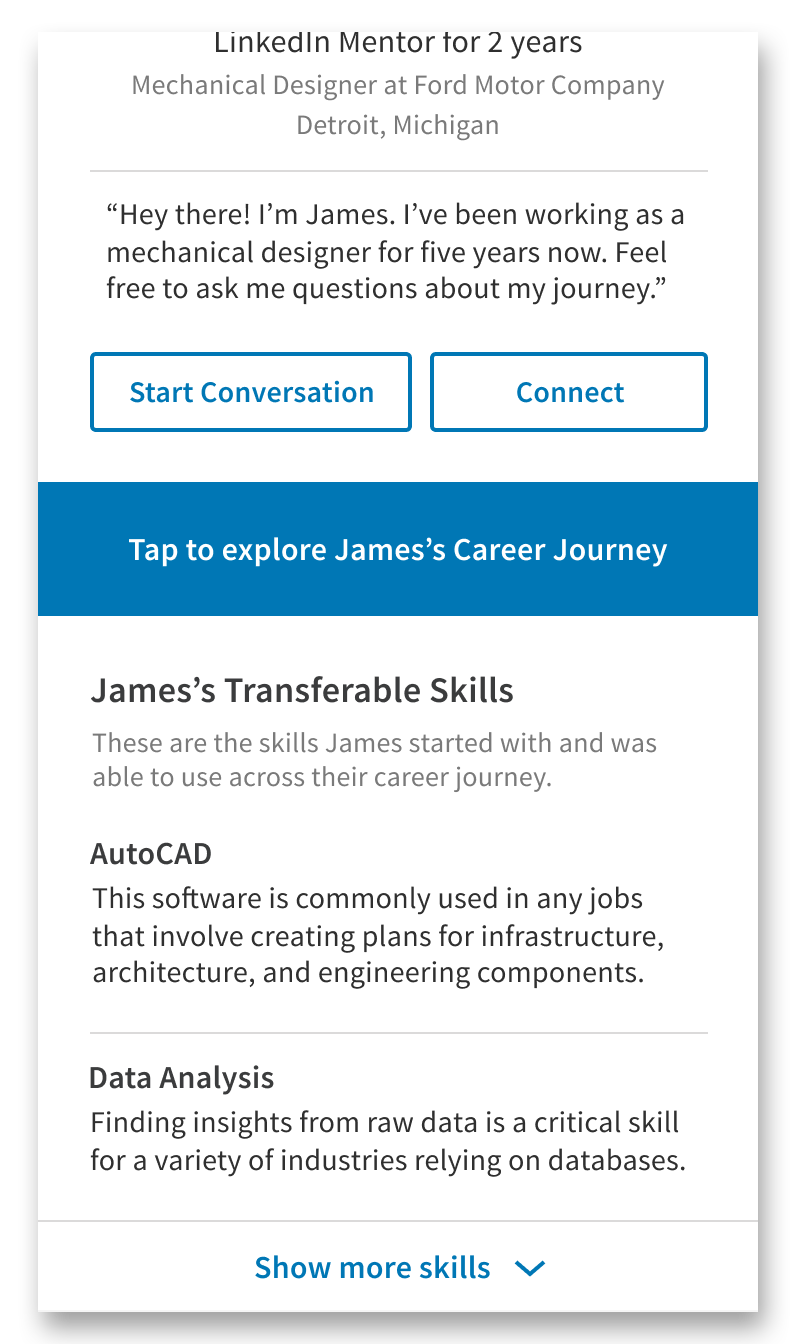 LinkedIn Mentor for 2 years
Mechanical Designer at Ford Motor Company
Detroit, Michigan
“Hey there! I’m James. I’ve been working as a
mechanical designer for five years now. Feel
free to ask me questions about my journey.”
Start Conversation
Connect
Tap to explore James’s Career Journey
James’s Transferable Skills
These are the skills James started with and was
able to use across their career journey.
AutoCAD
This software is commonly used in any jobs
that involve creating plans for infrastructure,
architecture, and engineering components.
Data Analysis
Finding insights from raw data is a critical skill
for a variety of industries relying on databases.
Show more skills